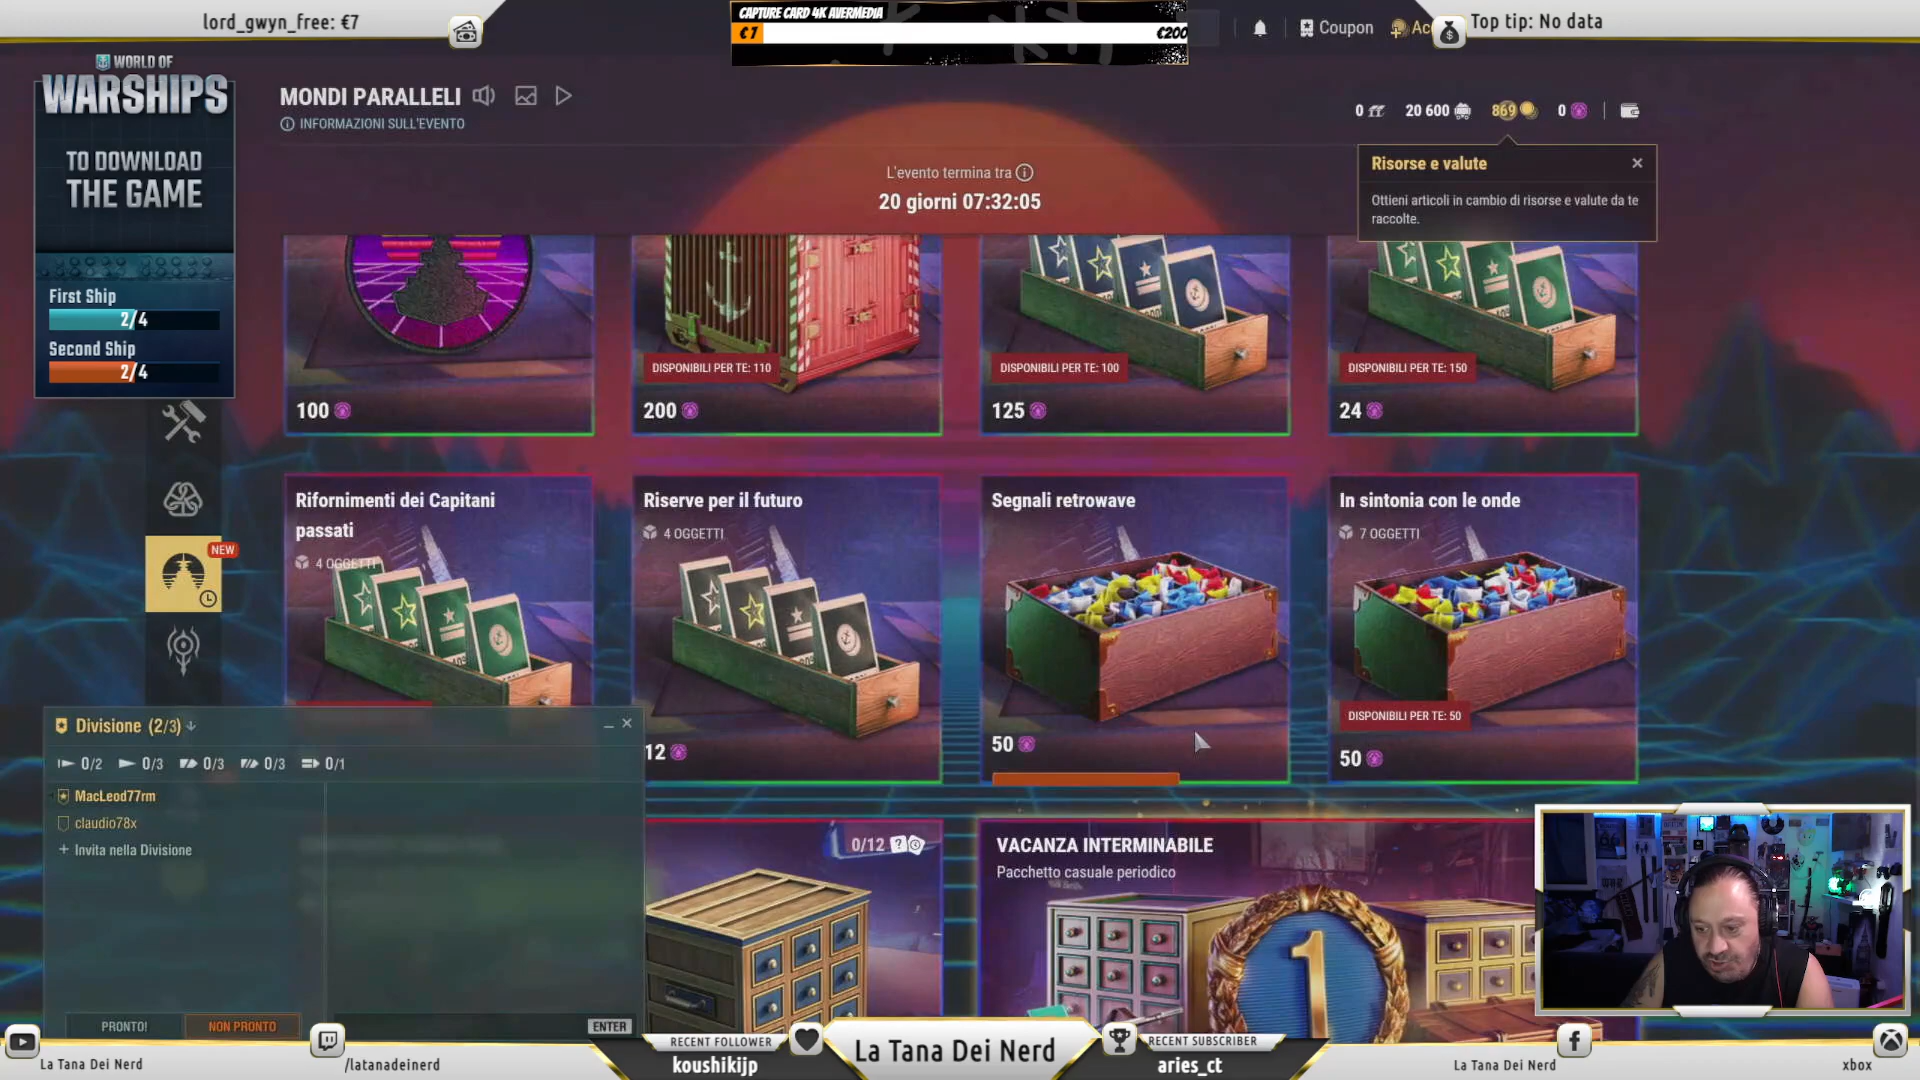 lord_gwyn_free: €7
CAPTURE CARD 4K AVERMEDIA
€7
€200
Coupon
Ac
Top tip: No data
WORLD OF
WARSHIPS
TO DOWNLOAD
THE GAME
First Ship
2/4
Second Ship
2/4
MONDI PARALLELI
INFORMAZIONI SULL'EVENTO
0
20 600
869
0
Risorse e valute
Ottieni articoli in cambio di risorse e valute da te
raccolte.
L'evento termina tra
20 giorni 07:32:05
DISPONIBILI PER TE: 110
DISPONIBILI PER TE: 100
DISPONIBILI PER TE: 150
100
200
125
24
Rifornimenti dei Capitani
passati
4 OGGETTI
Riserve per il futuro
4 OGGETTI
Segnali retrowave
In sintonia con le onde
7 OGGETTI
NEW
DISPONIBILI PER TE: 50
12
50
50
Divisione (2/3)
0/2
0/3
0/3
0/3
0/1
MacLeod77rm
claudio78x
+ Invita nella Divisione
PRONTO!
NON PRONTO
ENTER
0/12
VACANZA INTERMINABILE
Pacchetto casuale periodico
1
La Tana Dei Nerd
/latanadeinerd
RECENT FOLLOWER
koushikijp
La Tana Dei Nerd
RECENT SUBSCRIBER
aries_ct
La Tana Dei Nerd
xbox